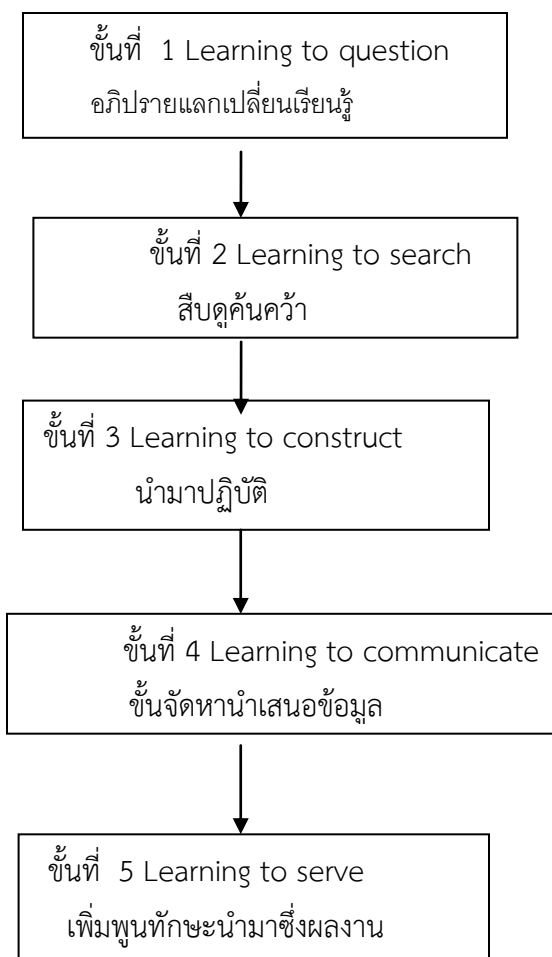 ขั้นที่ 1 Learning to question
อภิปรายแลกเปลี่ยนเรียนรู้
ขั้นที่ 2 Learning to search
สืบดูค้นคว้า
ขั้นที่ 3 Learning to construct
นำมาปฏิบัติ
ขั้นที่ 4 Learning to communicate
ขั้นจัดหานำเสนอข้อมูล
ขั้นที่ 5 Learning to serve
เพิ่มพูนทักษะนำมาซึ่งผลงาน